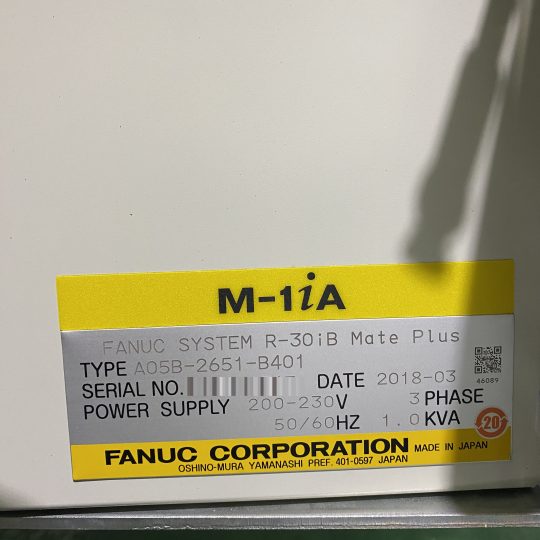 M-1iA
FANUC SYSTEM R-30iB Mate Plus
TYPE A05B-2651-B401
SERIAL NO. DATE 2018-03
46089
POWER SUPPLY 200-230V 3 PHASE
50/60HZ 1.0 KVA
20
FANUC CORPORATION MADE IN JAPAN
OSHINO-MURA YAMANASHI PREF. 401-0597 JAPAN